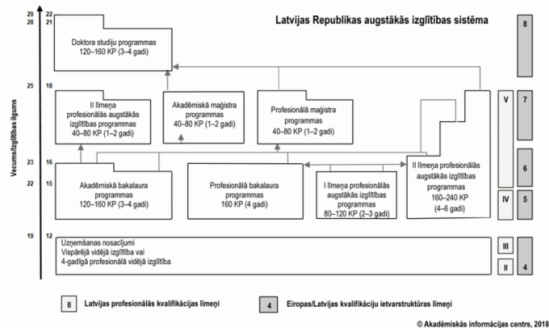 Latvijas Republikas augstākās izglītības sistēma
Vecums/Izglītības ilgums
29 22
28 21
Doktora studiju programmas
120–160 KP (3–4 gadi)
8
25 18
II līmeņa
profesionālās augstākās
izglītības programmas
40–80 KP (1–2 gadi)
Akadēmiskā maģistra
programmas
40–80 KP (1–2 gadi)
Profesionālā maģistra
programmas
40–80 KP (1–2 gadi)
V
7
23 16
22 15
Akadēmiskā bakalaura
programmas
120–160 KP (3–4 gadi)
Profesionālā bakalaura
programmas
160 KP (4 gadi)
I līmeņa profesionālās
augstākās izglītības
programmas
80–120 KP (2–3 gadi)
II līmeņa profesionālās
augstākās izglītības
programmas
160–240 KP
(4–6 gadi)
6
IV
5
19 12
Uzņemšanas nosacījumi
Vispārējā vidējā izglītība vai
4-gadīgā profesionālā vidējā izglītība
III
II
4
II Latvijas profesionālās kvalifikācijas līmeņi
4 Eiropas/Latvijas kvalifikāciju ietvarstruktūras līmeņi
© Akadēmiskās informācijas centrs, 2018